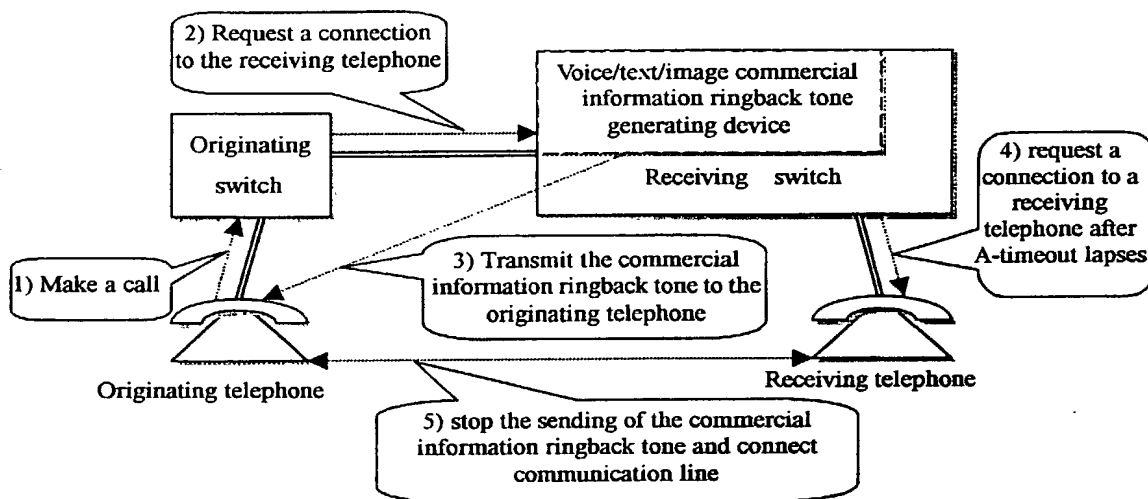 2) Request a connection
to the receiving telephone
Voice/text/image commercial
information ringback tone
generating device
Originating
switch
Receiving switch
4) request a
connection to a
receiving
telephone after
A-timeout lapses
1) Make a call
3) Transmit the commercial
information ringback tone to the
originating telephone
Originating telephone
Receiving telephone
5) stop the sending of the commercial
information ringback tone and connect
communication line